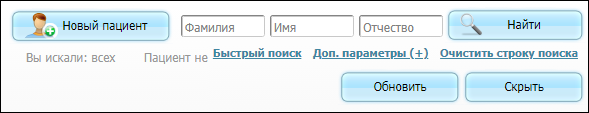 Новый пациент Фамилия Имя Отчество Найти
Вы искали: всех Пациент не Быстрый поиск Доп. параметры (+) Очистить строку поиска
Обновить Скрыть